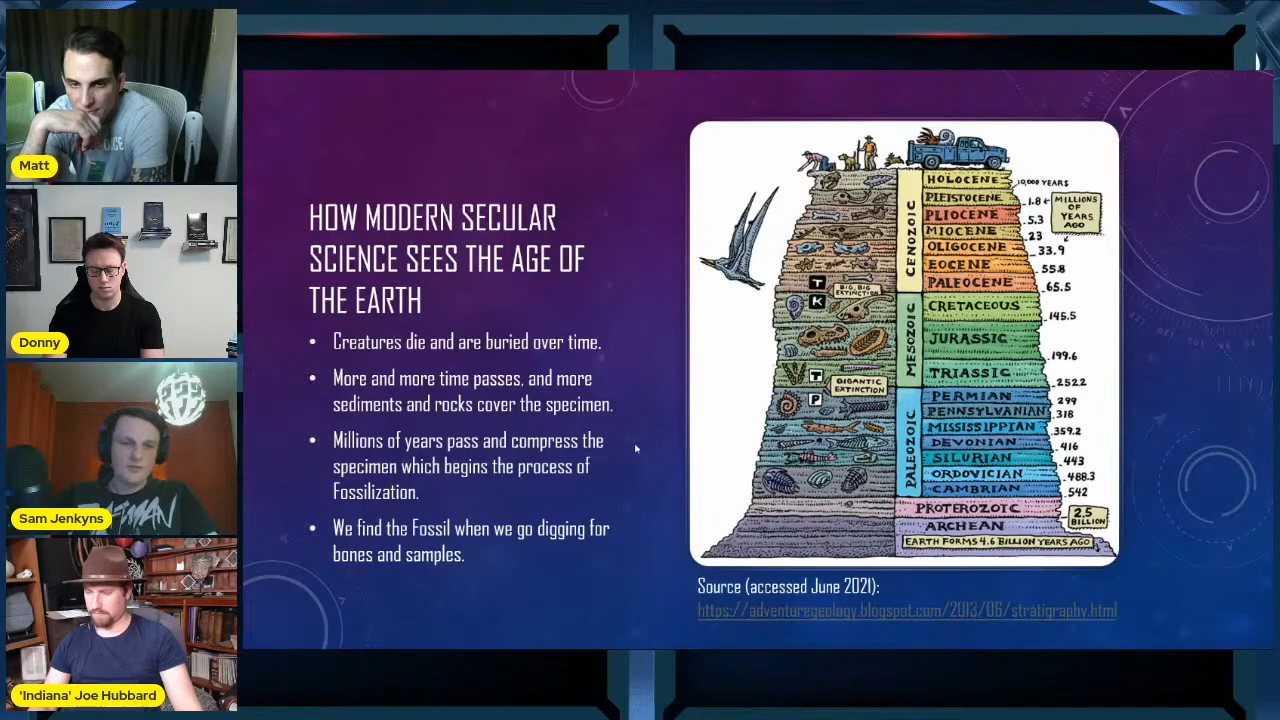 Matt
Donny
Sam Jenkyns
'Indiana' Joe Hubbard
HOW MODERN SECULAR
SCIENCE SEES THE AGE OF
THE EARTH
• Creatures die and are buried over time.
• More and more time passes, and more
sediments and rocks cover the specimen.
• Millions of years pass and compress the
specimen which begins the process of
Fossilization.
• We find the Fossil when we go digging for
bones and samples.
CENOZOIC
MESOZOIC
PALEOZOIC
HOLOCENE
10,000 YEARS
PLEISTOCENE
1.8
MILLIONS
OF
YEARS
AGO
PLIOCENE
5.3
MIOCENE
23
OLIGOCENE
33.9
EOCENE
55.8
PALEOCENE
65.5
T
BIG, BIG
EXTINCTION
K
CRETACEOUS
145.5
JURASSIC
199.6
TRIASSIC
252.2
T
GIGANTIC
EXTINCTION
P
PERMIAN
299
PENNSYLVANIAN
318
MISSISSIPPIAN
359.2
DEVONIAN
416
SILURIAN
443
ORDOVICIAN
488.3
CAMBRIAN
542
PROTEROZOIC
2.5
BILLION
ARCHEAN
EARTH FORMS 4.6 BILLION YEARS AGO
Source (accessed June 2021):
https://adventuregeology.blogspot.com/2013/06/stratigraphy.html